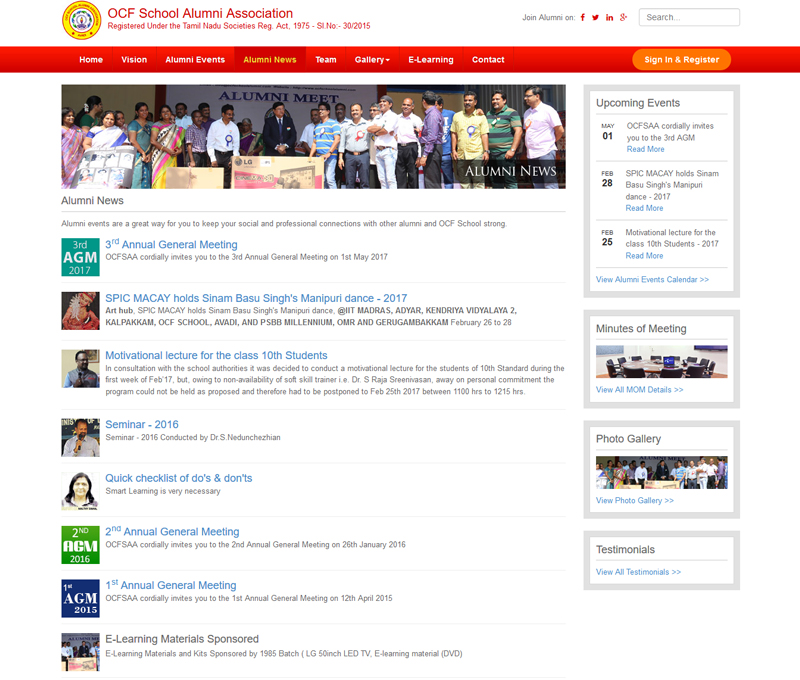 OCF School Alumni Association
Registered Under the Tamil Nadu Societies Reg. Act, 1975 - Sl.No:- 30/2015
Join Alumni on:
Search...
Home Vision Alumni Events Alumni News Team Gallery E-Learning Contact Sign In & Register
ALUMNI MEET
LG
ALUMNI NEWS
Alumni News
Alumni events are a great way for you to keep your social and professional connections with other alumni and OCF School strong.
3rd
AGM
2017
3rd Annual General Meeting
OCFSAA cordially invites you to the 3rd Annual General Meeting on 1st May 2017
SPIC MACAY holds Sinam Basu Singh's Manipuri dance - 2017
Art hub, SPIC MACAY holds Sinam Basu Singh's Manipuri dance, @IIT MADRAS, ADYAR, KENDRIYA VIDYALAYA 2,
KALPAKKAM, OCF SCHOOL, AVADI, AND PSBB MILLENNIUM, OMR AND GERUGAMBAKKAM February 26 to 28
Motivational lecture for the class 10th Students
In consultation with the school authorities it was decided to conduct a motivational lecture for the students of 10th Standard during the
first week of Feb'17, but, owing to non-availability of soft skill trainer i.e. Dr. S Raja Sreenivasan, away on personal commitment the
program could not be held as proposed and therefore had to be postponed to Feb 25th 2017 between 1100 hrs to 1215 hrs.
Seminar - 2016
Seminar - 2016 Conducted by Dr.S.Nedunchezhian
Quick checklist of do's & don'ts
Smart Learning is very necessary
2ND
AGM
2016
2nd Annual General Meeting
OCFSAA cordially invites you to the 2nd Annual General Meeting on 26th January 2016
1st
AGM
2015
1st Annual General Meeting
OCFSAA cordially invites you to the 1st Annual General Meeting on 12th April 2015
E-Learning Materials Sponsored
E-Learning Materials and Kits Sponsored by 1985 Batch ( LG 50inch LED TV, E-learning material (DVD)
Upcoming Events
MAY
01
OCFSAA cordially invites
you to the 3rd AGM
Read More
FEB
28
SPIC MACAY holds Sinam
Basu Singh's Manipuri
dance - 2017
Read More
FEB
25
Motivational lecture for the
class 10th Students - 2017
Read More
View Alumni Events Calendar >>
Minutes of Meeting
View All MOM Details >>
Photo Gallery
ALUMNI MEET
View Photo Gallery >>
Testimonials
View All Testimonials >>